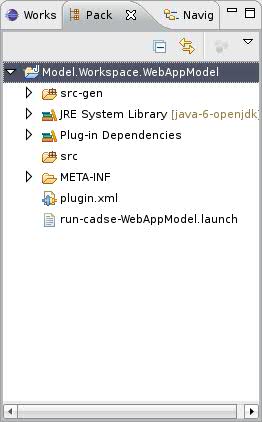 Works Pack Navig
Model.Workspace.WebAppModel
src-gen
JRE System Library [java-6-openjdk]
Plug-in Dependencies
src
META-INF
plugin.xml
run-cadse-WebAppModel.launch